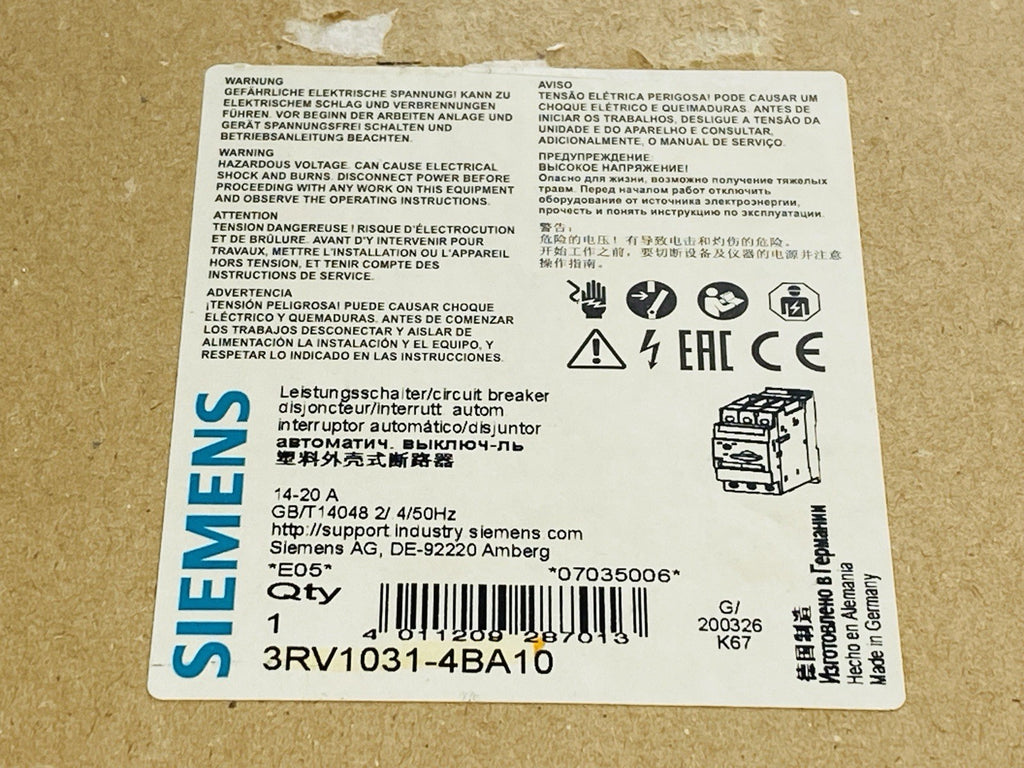 WARNUNG
GEFÄHRLICHE ELEKTRISCHE SPANNUNG! KANN ZU
ELEKTRISCHEM SCHLAG UND VERBRENNUNGEN
FÜHREN. VOR BEGINN DER ARBEITEN ANLAGE UND
GERÄT SPANNUNGSFREI SCHALTEN UND
BETRIEBSANLEITUNG BEACHTEN.
WARNING
HAZARDOUS VOLTAGE. CAN CAUSE ELECTRICAL
SHOCK AND BURNS. DISCONNECT POWER BEFORE
PROCEEDING WITH ANY WORK ON THIS EQUIPMENT
AND OBSERVE THE OPERATING INSTRUCTIONS.
ATTENTION
TENSION DANGEREUSE ! RISQUE D'ÉLECTROCUTION
ET DE BRÛLURE. AVANT D'Y INTERVENIR POUR
TRAVAUX, METTRE L'INSTALLATION OU L'APPAREIL
HORS TENSION, ET TENIR COMPTE DES
INSTRUCTIONS DE SERVICE.
ADVERTENCIA
¡TENSIÓN PELIGROSA! PUEDE CAUSAR CHOQUE
ELÉCTRICO Y QUEMADURAS. ANTES DE COMENZAR
LOS TRABAJOS DESCONECTAR Y AISLAR DE
ALIMENTACIÓN LA INSTALACIÓN Y EL EQUIPO, Y
RESPETAR LO INDICADO EN LAS INSTRUCCIONES.
AVISO
TENSÃO ELÉTRICA PERIGOSA! PODE CAUSAR UM
CHOQUE ELÉTRICO E QUEIMADURAS. ANTES DE
INICIAR OS TRABALHOS, DESLIGUE A TENSÃO DA
UNIDADE E DO APARELHO E CONSULTAR,
ADICIONALMENTE, O MANUAL DE SERVIÇO.
ПРЕДУПРЕЖДЕНИЕ:
ВЫСОКОЕ НАПРЯЖЕНИЕ!
Опасно для жизни, возможно получение тяжелых
травм. Перед началом работ отключить
оборудование от источника электроэнергии,
прочесть и понять инструкцию по эксплуатации.
警告:
危险的电压! 有导致电击和灼伤的危险。
开始工作之前, 要切断设备及仪器的电源并注意
操作指南。
EAC CE
SIEMENS
Leistungsschalter/circuit breaker
disjoncteur/interrutt autom
interruptor automático/disjuntor
автоматич. выключ-ль
塑料外壳式断路器
14-20 A
GB/T14048 2/ 4/50Hz
http://support industry siemens com
Siemens AG, DE-92220 Amberg
*E05* *07035006*
Qty
1
4 011209 287013
3RV1031-4BA10
G/
200326
K67
德国制造
Изготовлено в Германии
Hecho en Alemania
Made in Germany